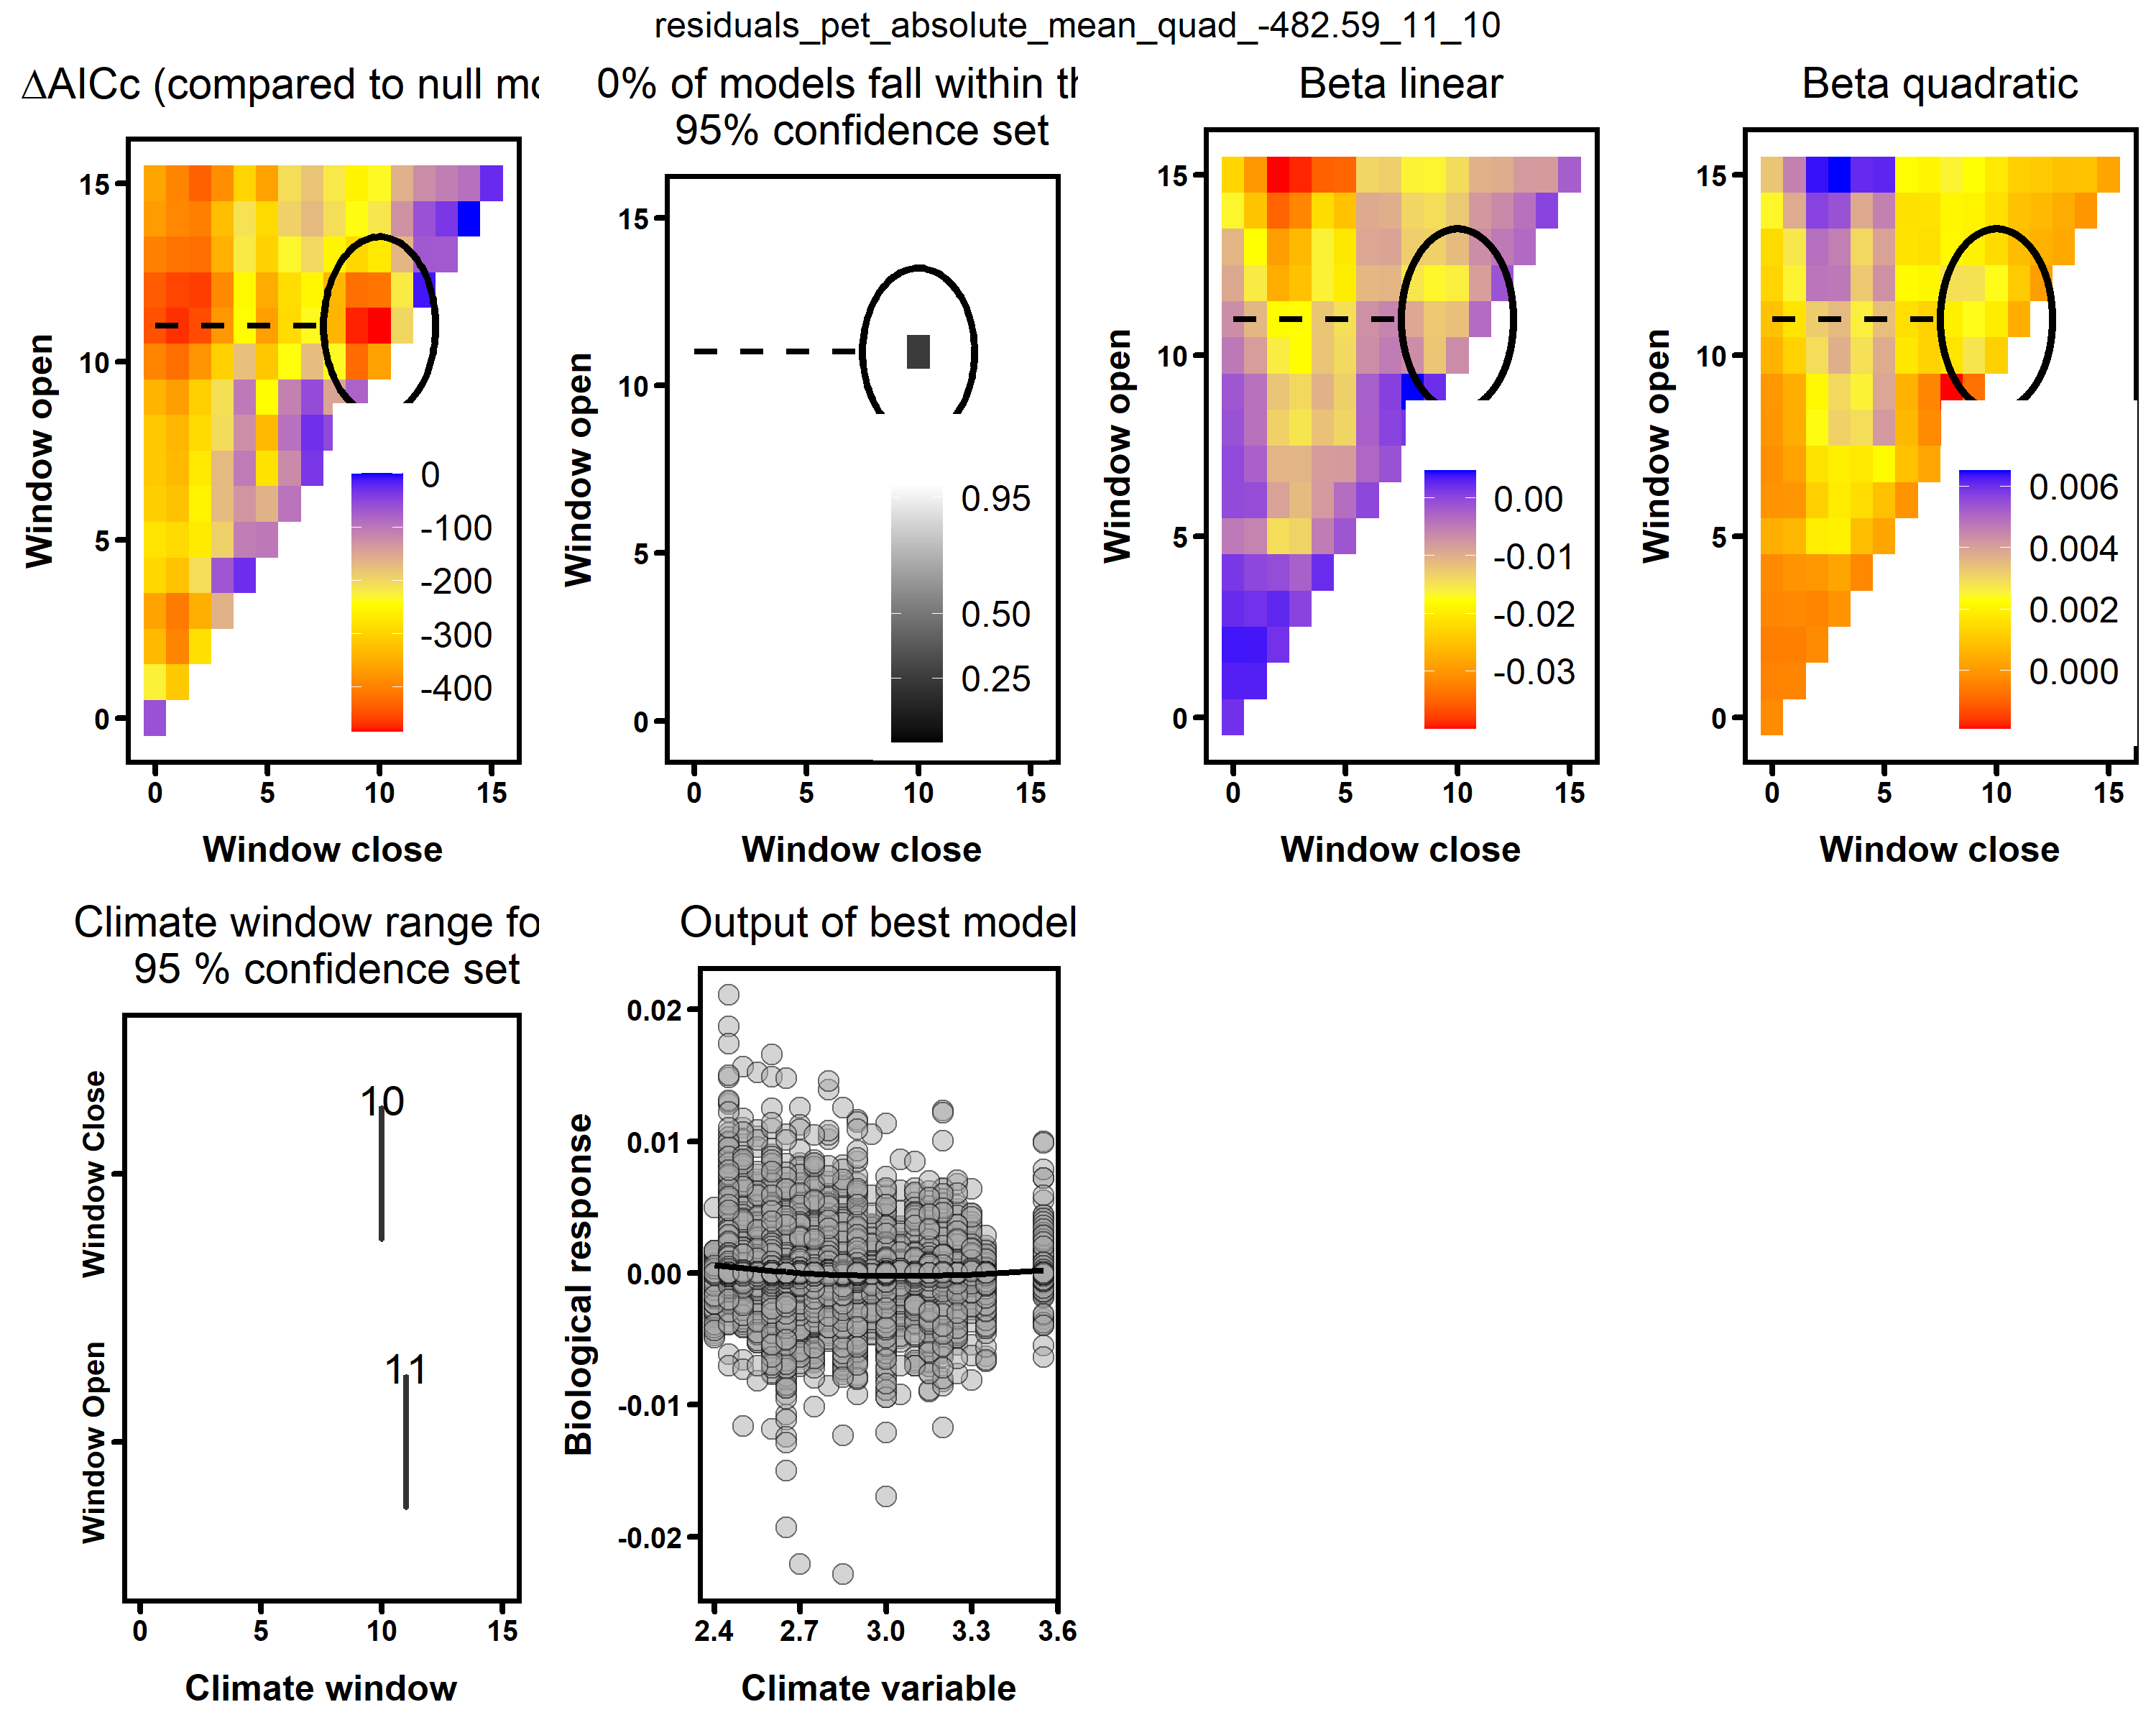 residuals_pet_absolute_mean_quad_-482.59_11_10
ΔAICc (compared to null mo
15
10
5
0
0
-100
-200
-300
-400
0 5 10 15
Window open
Window close
0% of models fall within th
95% confidence set
15
10
5
0
0.95
0.50
0.25
0 5 10 15
Window open
Window close
Beta linear
15
10
5
0
0.00
-0.01
-0.02
-0.03
0 5 10 15
Window open
Window close
Beta quadratic
15
10
5
0
0.006
0.004
0.002
0.000
0 5 10 15
Window open
Window close
Climate window range fo
95 % confidence set
Window Close
Window Open
10
11
0 5 10 15
Climate window
Output of best model
Biological response
0.02
0.01
0.00
-0.01
-0.02
2.4 2.7 3.0 3.3 3.6
Climate variable